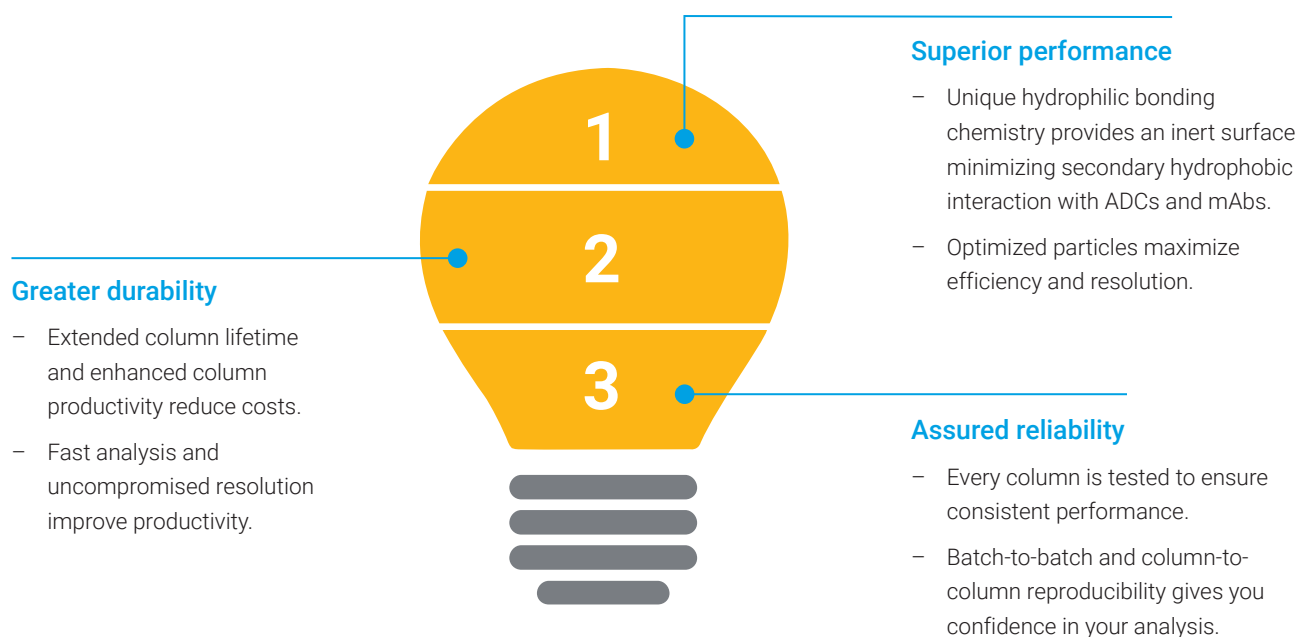 1
Superior performance
– Unique hydrophilic bonding
chemistry provides an inert surface
minimizing secondary hydrophobic
interaction with ADCs and mAbs.
– Optimized particles maximize
efficiency and resolution.
2
Greater durability
– Extended column lifetime
and enhanced column
productivity reduce costs.
– Fast analysis and
uncompromised resolution
improve productivity.
3
Assured reliability
– Every column is tested to ensure
consistent performance.
– Batch-to-batch and column-to-
column reproducibility gives you
confidence in your analysis.